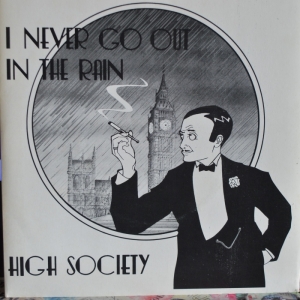 I NEVER GO OUT
IN THE RAIN
HIGH SOCIETY